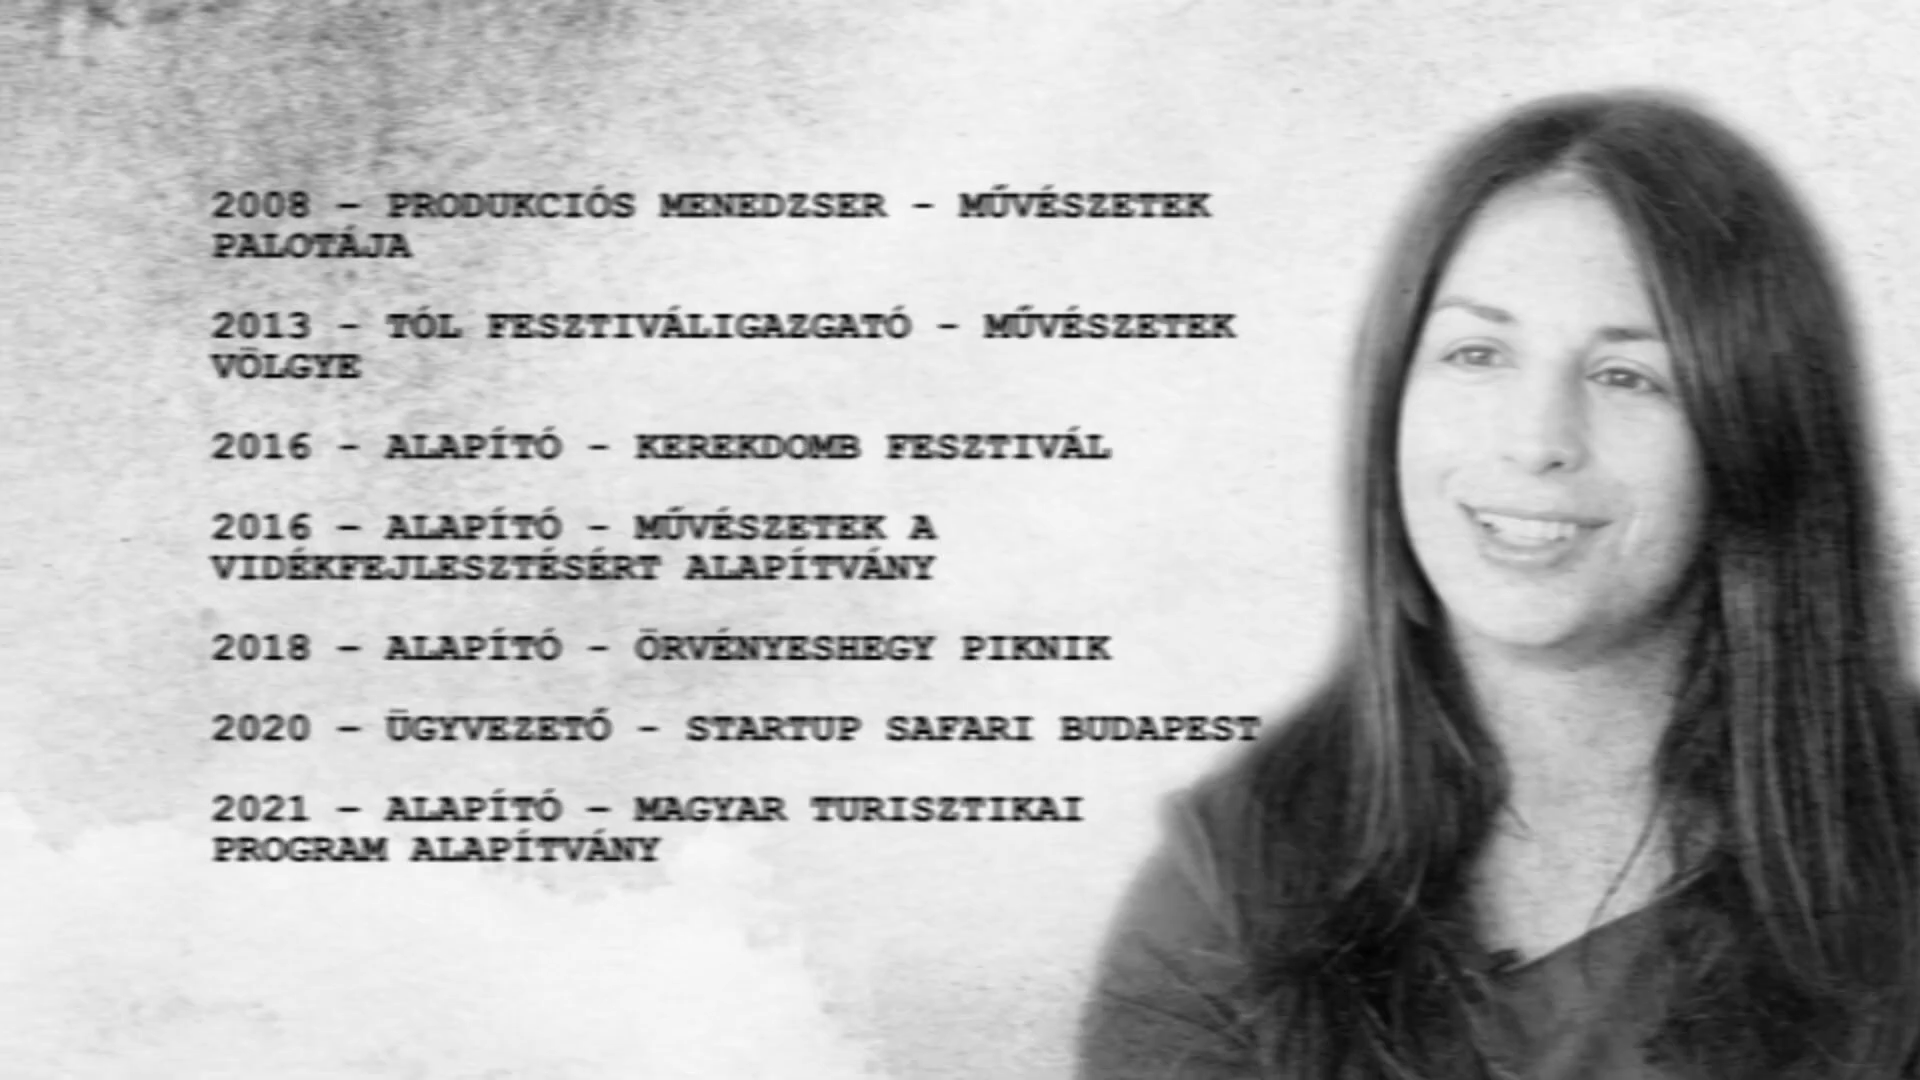 2008 – PRODUKCIÓS MENEDZSER - MŰVÉSZETEK
PALOTÁJA
2013 - TÓL FESZTIVÁLIGAZGATÓ - MŰVÉSZETEK
VÖLGYE
2016 - ALAPÍTÓ - KEREKDOMB FESZTIVÁL
2016 – ALAPÍTÓ - MŰVÉSZETEK A
VIDÉKFEJLESZTÉSÉRT ALAPÍTVÁNY
2018 – ALAPÍTÓ - ÖRVÉNYESHEGY PIKNIK
2020 – ÜGYVEZETŐ - STARTUP SAFARI BUDAPEST
2021 – ALAPÍTÓ – MAGYAR TURISZTIKAI
PROGRAM ALAPÍTVÁNY